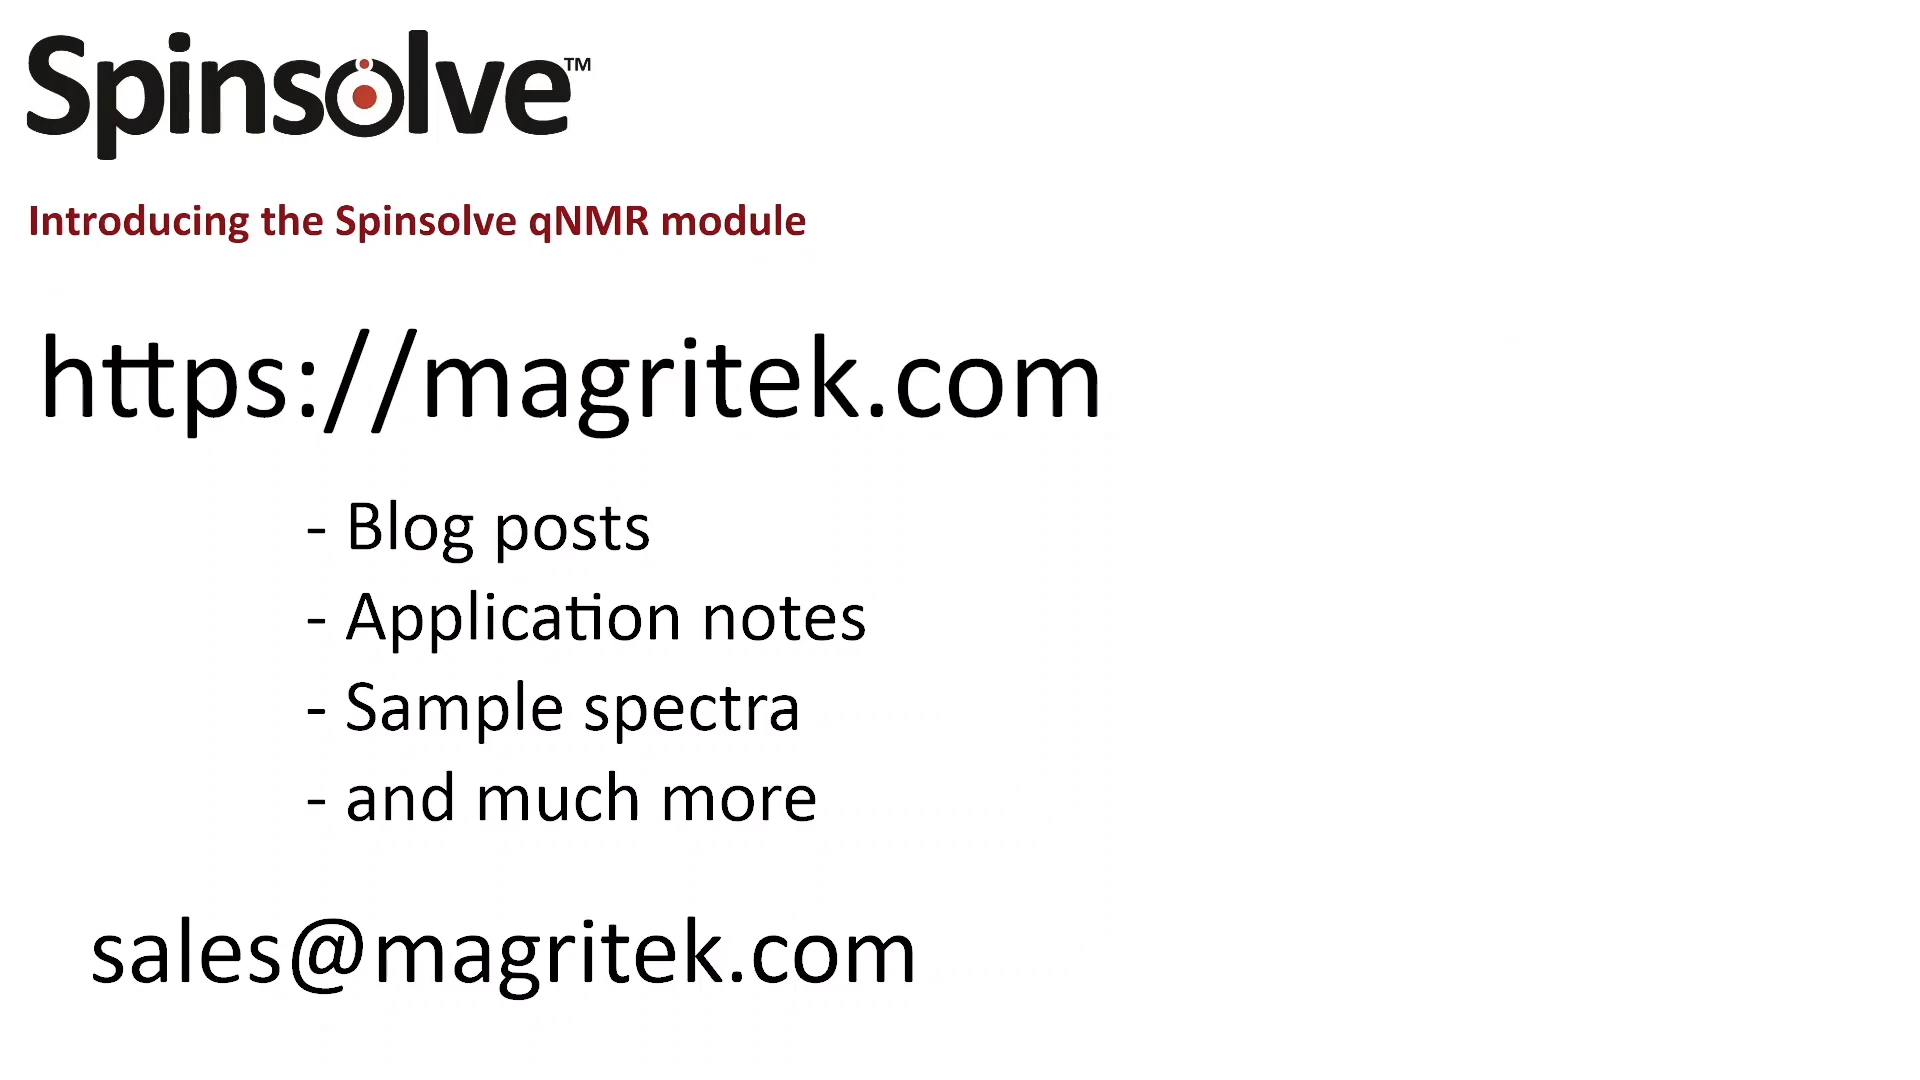 Spinsolve™
Introducing the Spinsolve qNMR module
https://magritek.com
- Blog posts
- Application notes
- Sample spectra
- and much more
sales@magritek.com